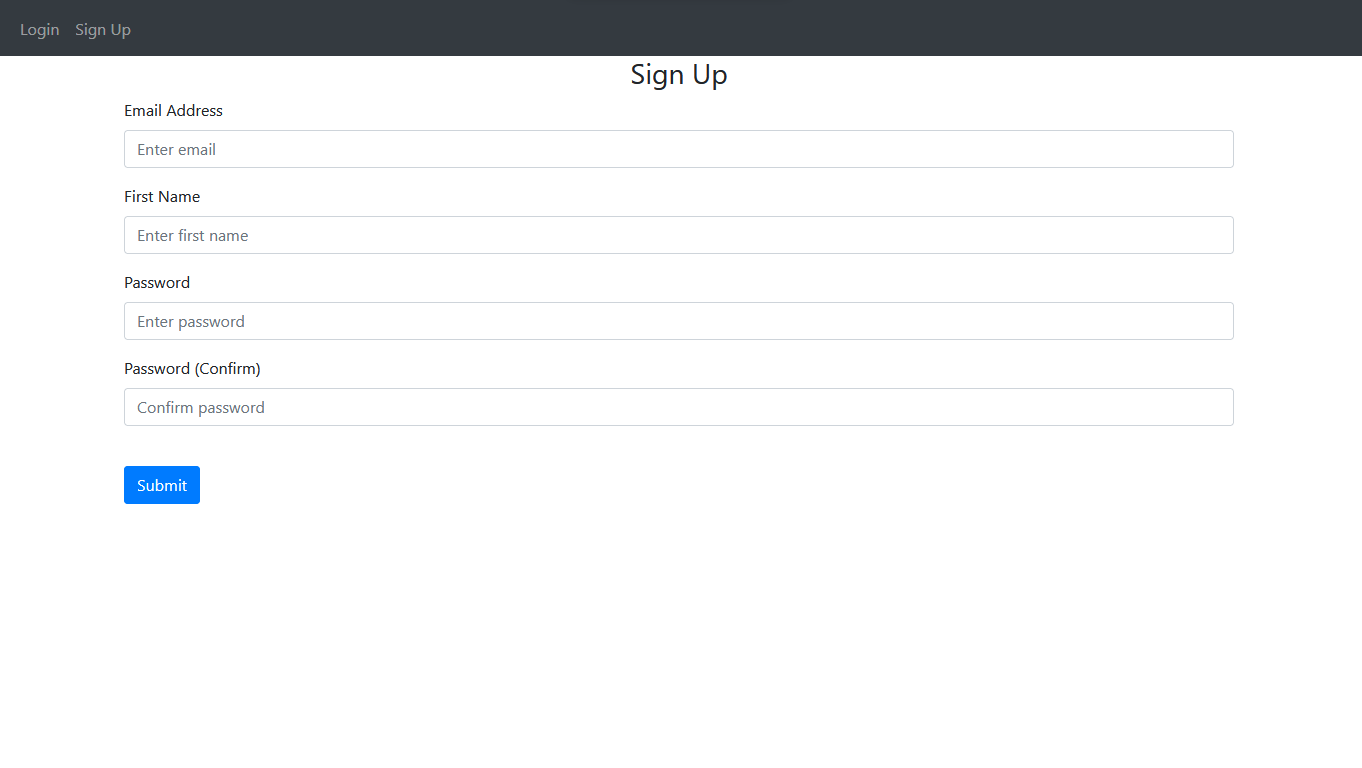 Login Sign Up
Sign Up
Email Address
Enter email
First Name
Enter first name
Password
Enter password
Password (Confirm)
Confirm password
Submit